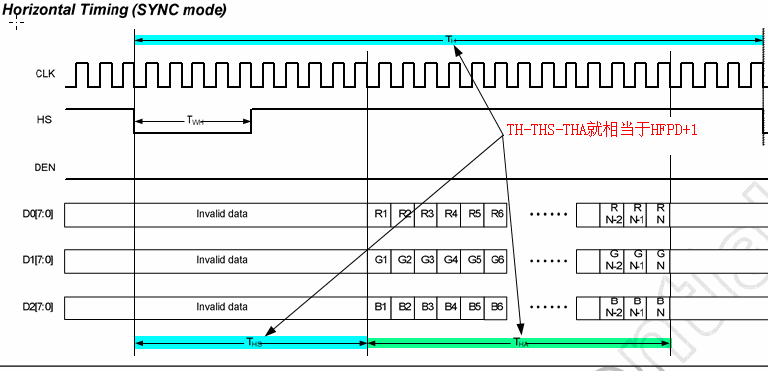 Horizontal Timing (SYNC mode)
CLK
HS
TWH
TH-THS-THA就相当于HFPD+1
DEN
D0[7:0] Invalid data R1 R2 R3 R4 R5 R6 ······ R N-2 R N-1 R N
D1[7:0] Invalid data G1 G2 G3 G4 G5 G6 ······ G N-2 G N-1 G N
D2[7:0] Invalid data B1 B2 B3 B4 B5 B6 ······ B N-2 B N-1 B N
THS THA